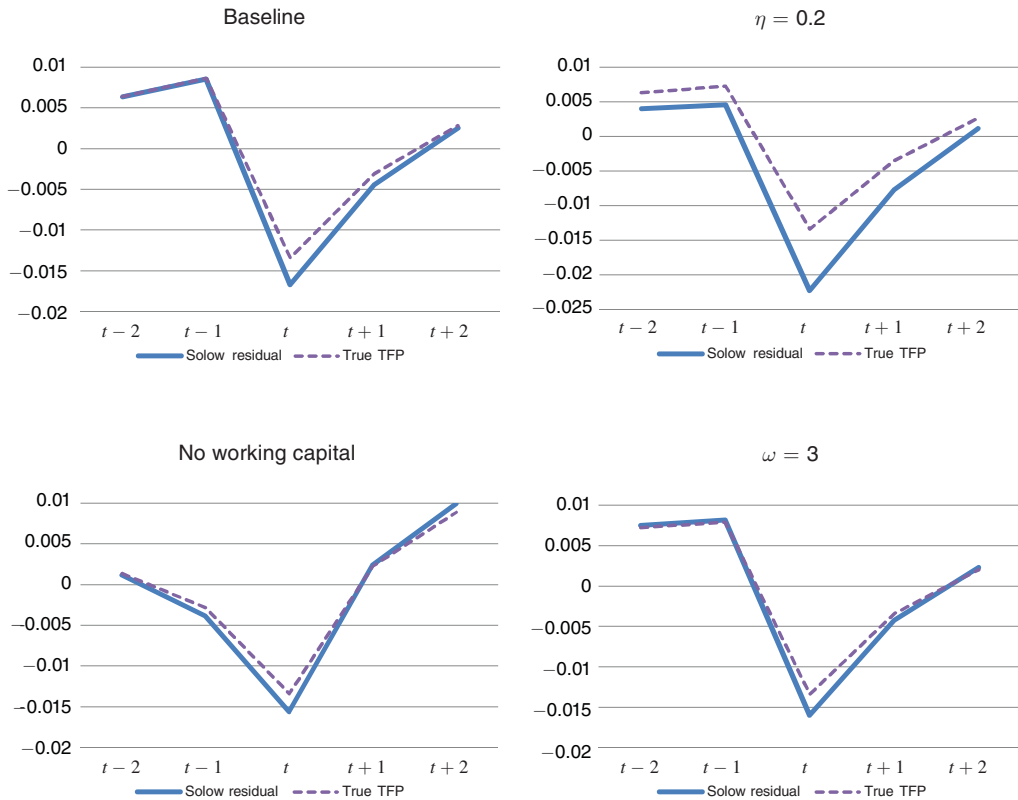 Baseline
0.01
0.005
0
−0.005
−0.01
−0.015
−0.02
t − 2 t − 1 t t + 1 t + 2
Solow residual True TFP
η = 0.2
0.01
0.005
0
−0.005
−0.01
−0.015
−0.02
−0.025
t − 2 t − 1 t t + 1 t + 2
Solow residual True TFP
No working capital
0.01
0.005
0
−0.005
−0.01
−0.015
−0.02
t − 2 t − 1 t t + 1 t + 2
Solow residual True TFP
ω = 3
0.01
0.005
0
−0.005
−0.01
−0.015
−0.02
t − 2 t − 1 t t + 1 t + 2
Solow residual True TFP